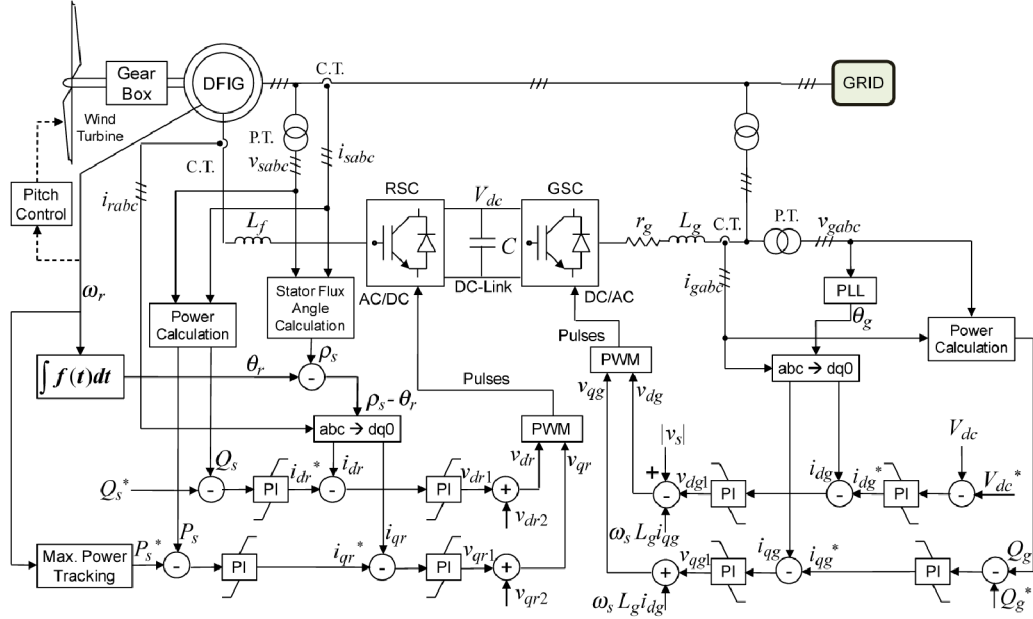 Gear
Box
DFIG
C.T.
GRID
Wind
Turbine
P.T.
v_sabc
i_sabc
C.T.
Pitch
Control
i_rabc
L_f
RSC
V_dc
C
GSC
r_g
L_g
C.T.
P.T.
v_gabc
i_gabc
AC/DC
DC-Link
DC/AC
ω_r
Power
Calculation
Stator Flux
Angle
Calculation
Pulses
PLL
θ_g
Power
Calculation
∫ f(t)dt
θ_r
ρ_s
-
ρ_s - θ_r
Pulses
PWM
v_qg
v_dg
abc → dq0
abc → dq0
PWM
v_dr
v_qr
|v_s|
V_dc
Q_s*
Q_s
-
PI
i_dr*
i_dr
-
PI
v_dr1
+
v_dr2
+
-
v_dg1
PI
i_dg
-
i_dg*
PI
-
V_dc*
ω_s L_g i_qg
Max. Power
Tracking
P_s*
P_s
-
PI
i_qr*
i_qr
-
PI
v_qr1
+
v_qr2
+
v_qg1
PI
i_qg
-
i_qg*
PI
-
Q_g
Q_g*
ω_s L_g i_dg